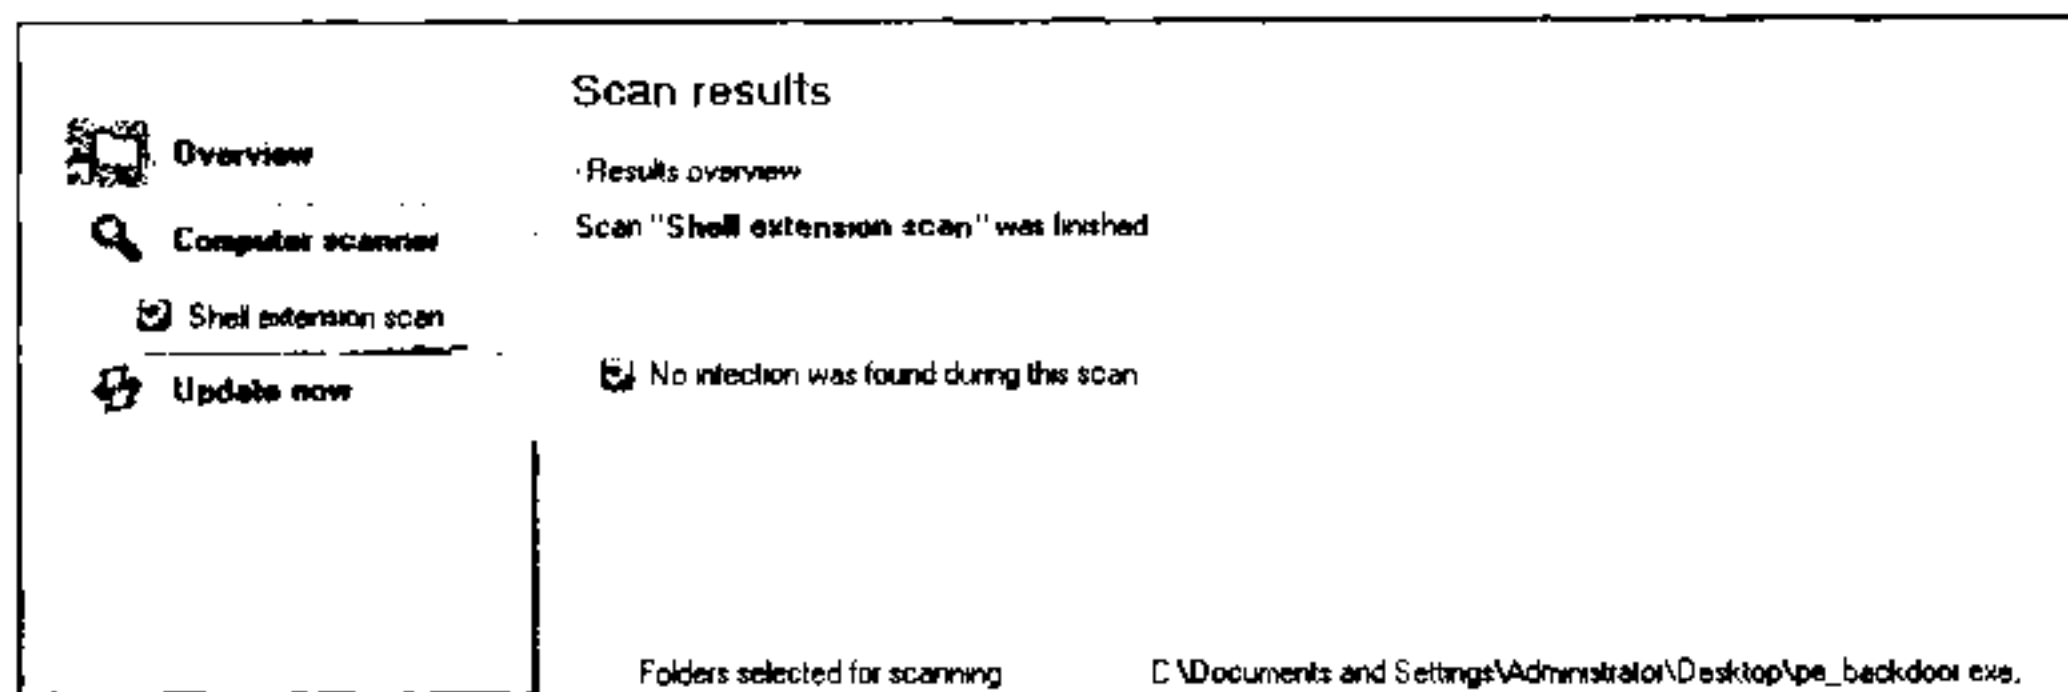 Scan results
Overview
Results overview
Computer scanner
Scan "Shell extension scan" was finished
Shell extension scan
No infection was found during this scan
Update now
Folders selected for scanning
C:\Documents and Settings\Administrator\Desktop\pe_backdoor.exe;